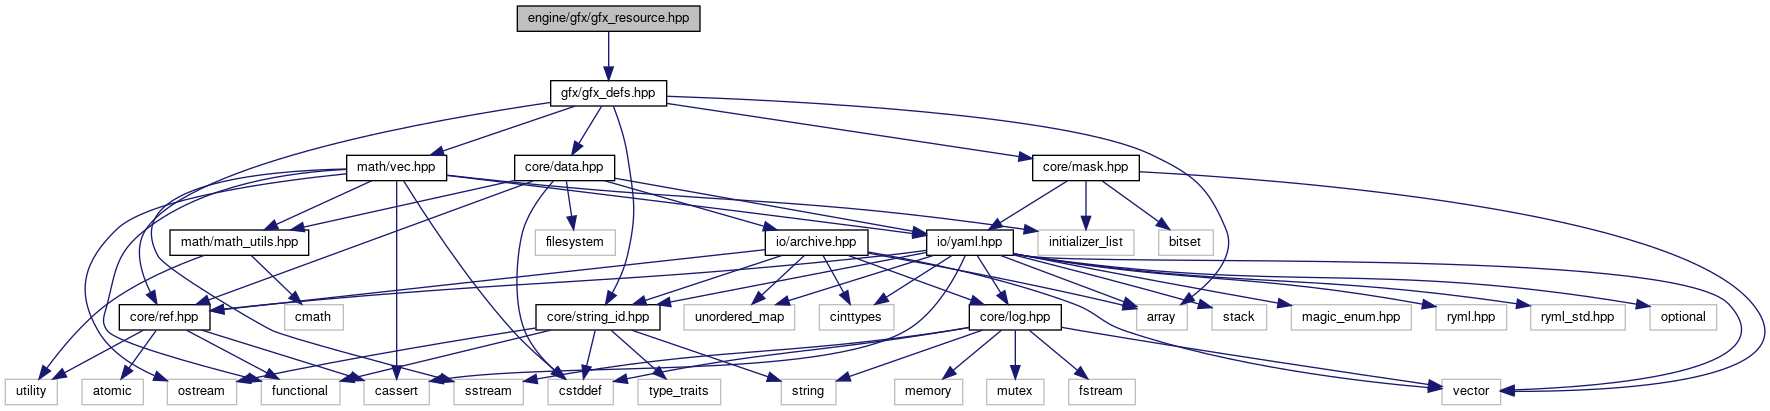 engine/gfx/gfx_resource.hpp
gfx/gfx_defs.hpp
math/vec.hpp
core/data.hpp
core/mask.hpp
math/math_utils.hpp
filesystem
io/archive.hpp
io/yaml.hpp
initializer_list
bitset
core/ref.hpp
cmath
core/string_id.hpp
unordered_map
cinttypes
core/log.hpp
array
stack
magic_enum.hpp
ryml.hpp
ryml_std.hpp
optional
utility
atomic
ostream
functional
cassert
sstream
cstddef
type_traits
string
memory
mutex
fstream
vector